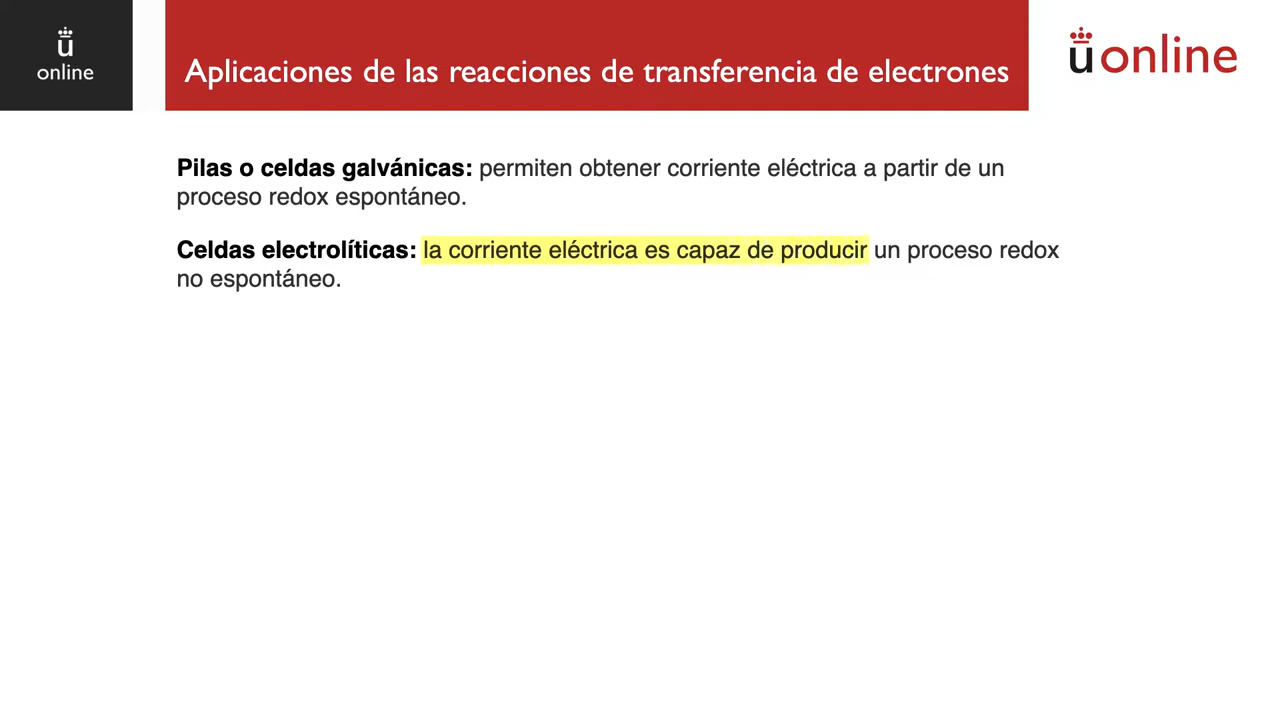 ü
online
Aplicaciones de las reacciones de transferencia de electrones
üonline
Pilas o celdas galvánicas: permiten obtener corriente eléctrica a partir de un
proceso redox espontáneo.
Celdas electrolíticas: la corriente eléctrica es capaz de producir un proceso redox
no espontáneo.